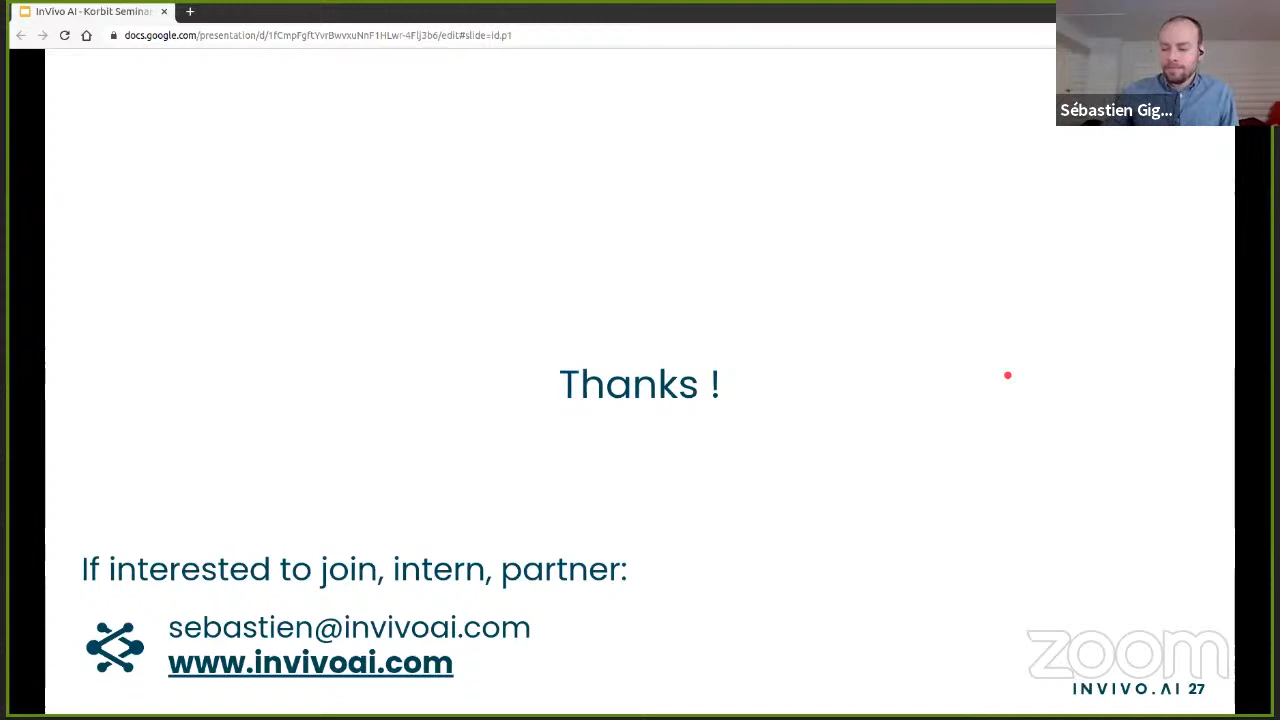 InVivo AI - Korbit Seminar
docs.google.com/presentation/d/1fCmpFgftYvrBwvxuNnF1HLwr-4Flj3b6/edit#slide=id.p1
Sébastien Gig...
Thanks !
If interested to join, intern, partner:
sebastien@invivoai.com
www.invivoai.com
zoom
INVIVO.AI 27